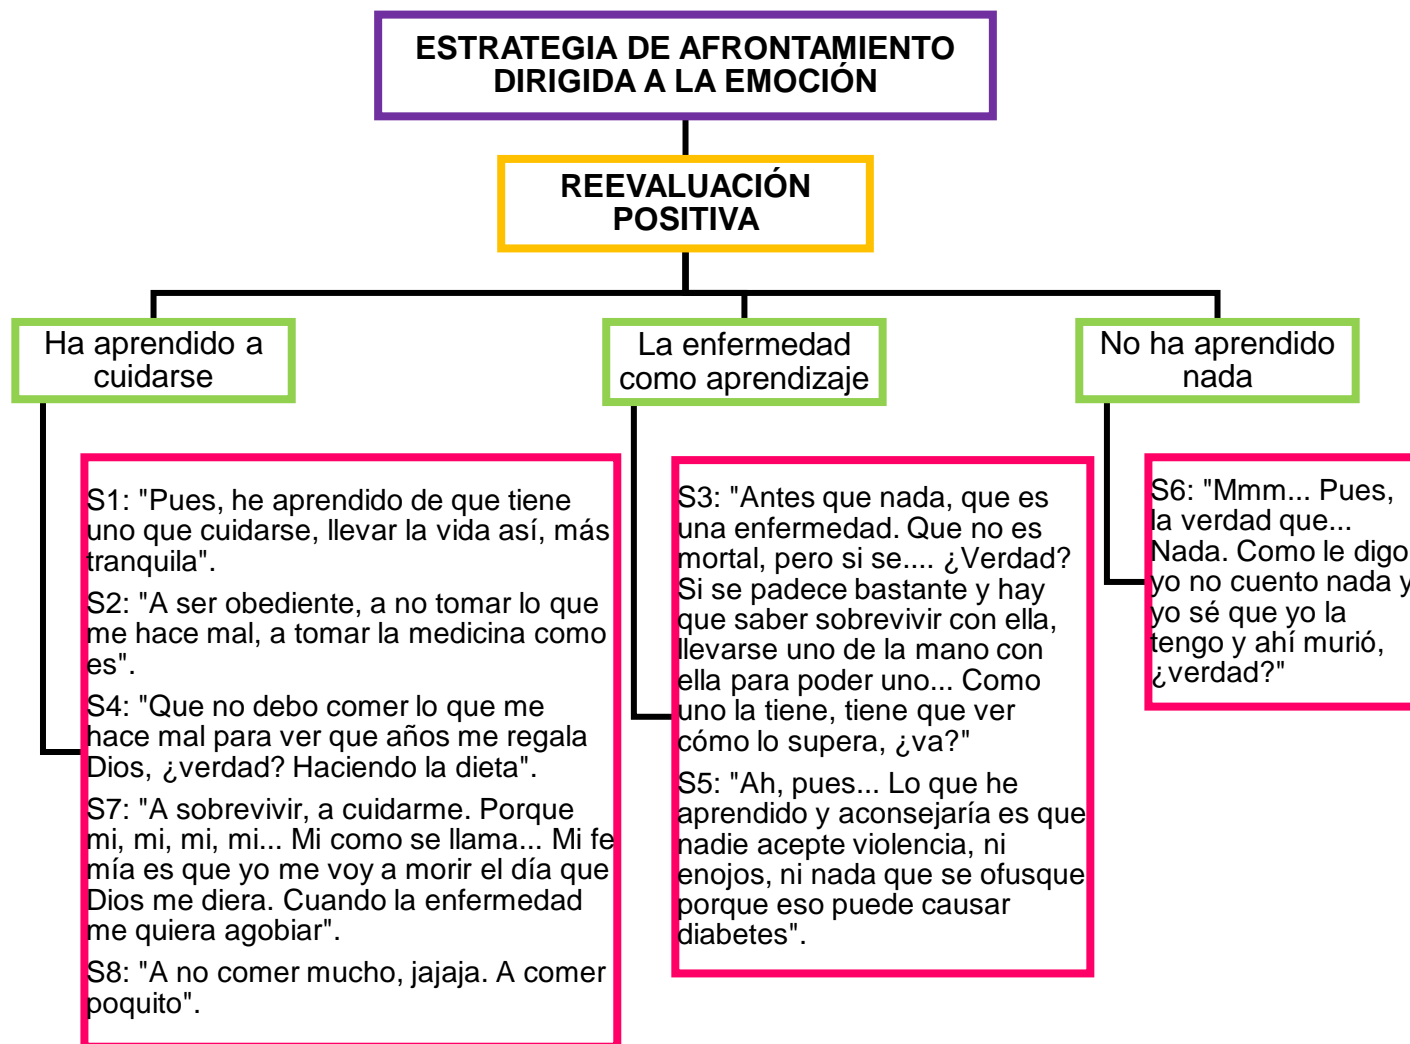 ESTRATEGIA DE AFRONTAMIENTO
DIRIGIDA A LA EMOCIÓN
REEVALUACIÓN
POSITIVA
Ha aprendido a
cuidarse
S1: "Pues, he aprendido de que tiene
uno que cuidarse, llevar la vida así, más
tranquila".
S2: "A ser obediente, a no tomar lo que
me hace mal, a tomar la medicina como
es".
S4: "Que no debo comer lo que me
hace mal para ver que años me regala
Dios, ¿verdad? Haciendo la dieta".
S7: "A sobrevivir, a cuidarme. Porque
mi, mi, mi, mi... Mi como se llama... Mi fe
mía es que yo me voy a morir el día que
Dios me diera. Cuando la enfermedad
me quiera agobiar".
S8: "A no comer mucho, jajaja. A comer
poquito".
La enfermedad
como aprendizaje
S3: "Antes que nada, que es
una enfermedad. Que no es
mortal, pero si se.... ¿Verdad?
Si se padece bastante y hay
que saber sobrevivir con ella,
llevarse uno de la mano con
ella para poder uno... Como
uno la tiene, tiene que ver
cómo lo supera, ¿va?"
S5: "Ah, pues... Lo que he
aprendido y aconsejaría es que
nadie acepte violencia, ni
enojos, ni nada que se ofusque
porque eso puede causar
diabetes".
No ha aprendido
nada
S6: "Mmm... Pues,
la verdad que...
Nada. Como le digo
yo no cuento nada y
yo sé que yo la
tengo y ahí murió,
¿verdad?"